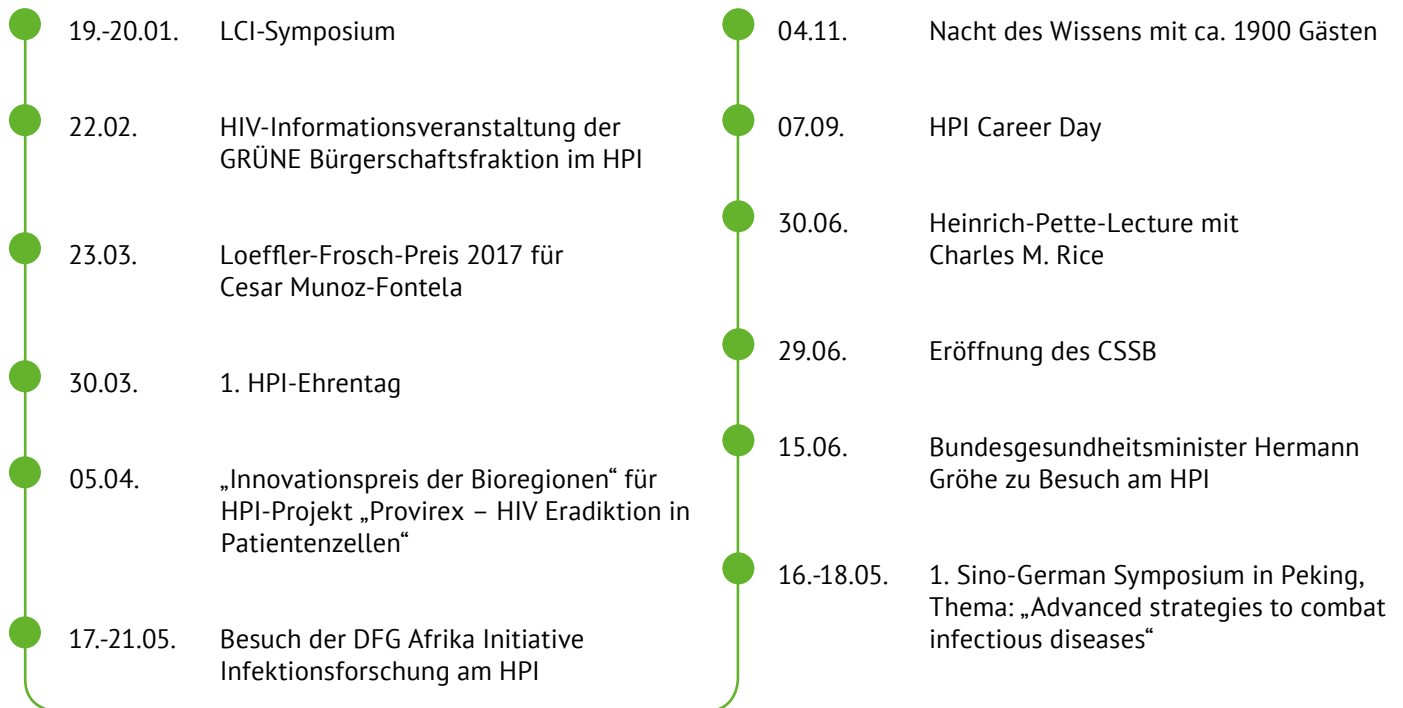 19.-20.01. LCI-Symposium
22.02. HIV-Informationsveranstaltung der
GRÜNE Bürgerschaftsfraktion im HPI
23.03. Loeffler-Frosch-Preis 2017 für
Cesar Munoz-Fontela
30.03. 1. HPI-Ehrentag
05.04. „Innovationspreis der Bioregionen“ für
HPI-Projekt „Provirex – HIV Eradiktion in
Patientenzellen“
17.-21.05. Besuch der DFG Afrika Initiative
Infektionsforschung am HPI
04.11. Nacht des Wissens mit ca. 1900 Gästen
07.09. HPI Career Day
30.06. Heinrich-Pette-Lecture mit
Charles M. Rice
29.06. Eröffnung des CSSB
15.06. Bundesgesundheitsminister Hermann
Gröhe zu Besuch am HPI
16.-18.05. 1. Sino-German Symposium in Peking,
Thema: „Advanced strategies to combat
infectious diseases“